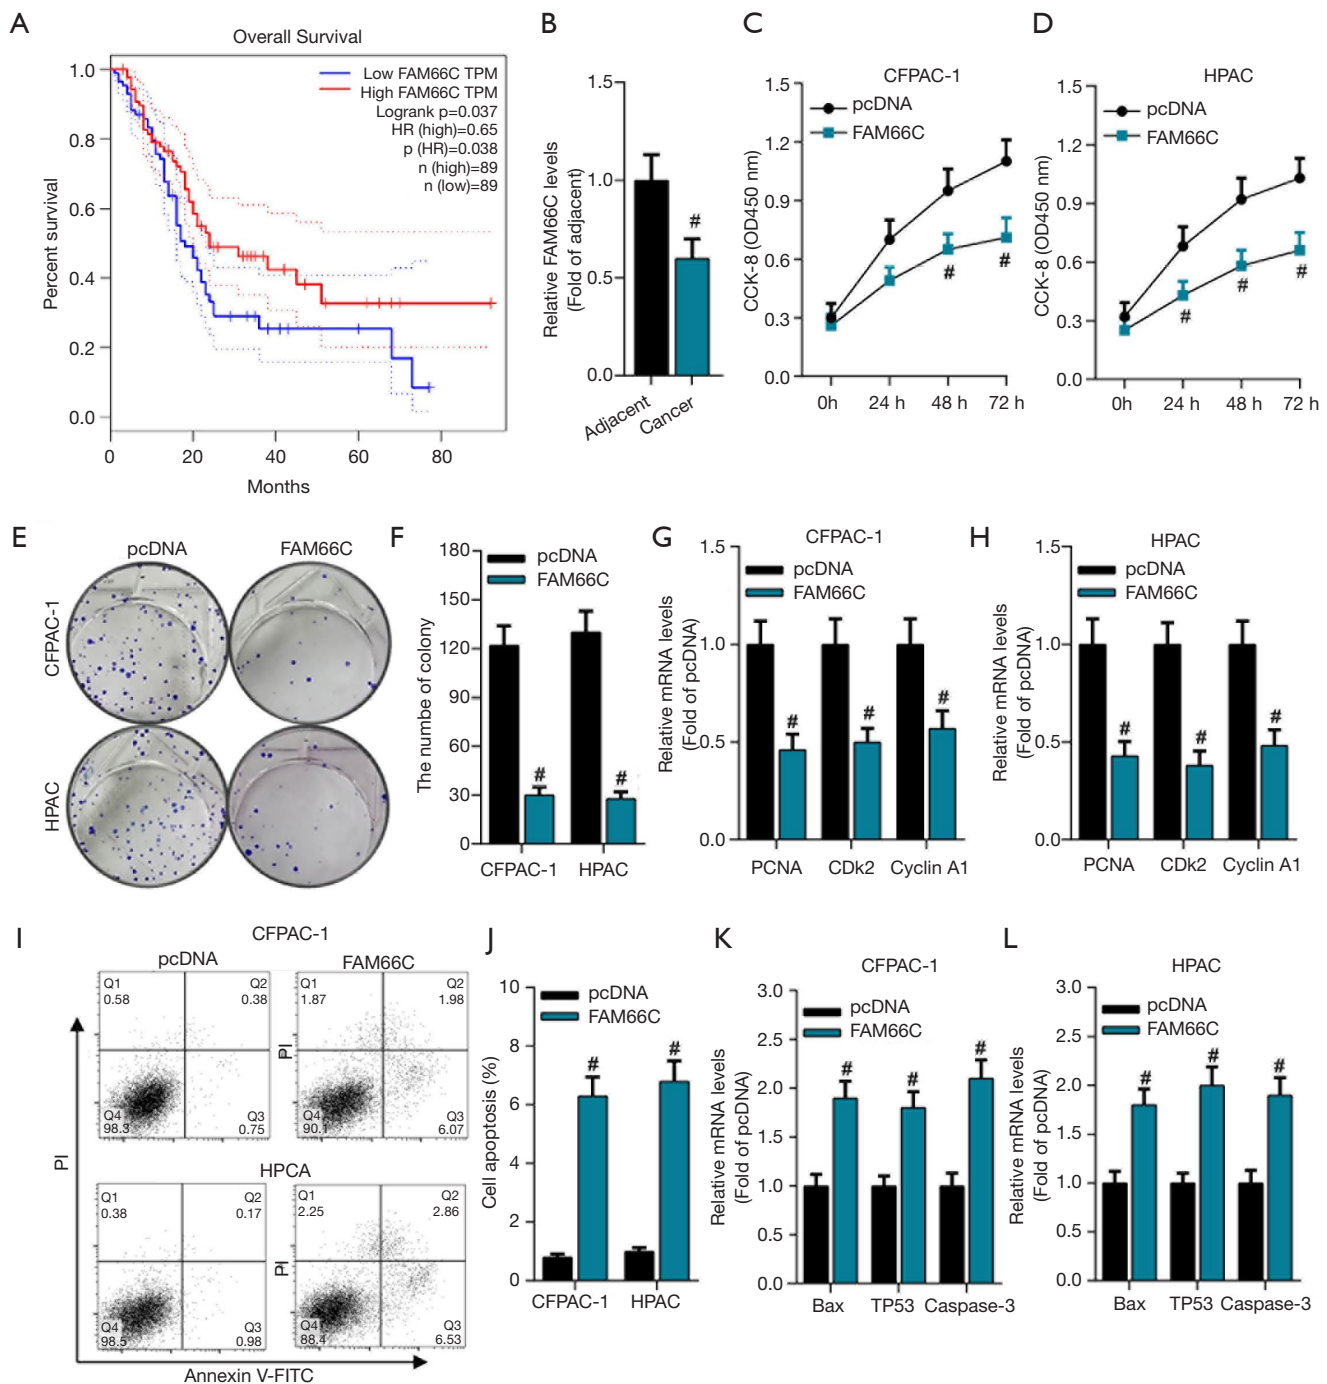 A
Overall Survival
Low FAM66C TPM
High FAM66C TPM
Logrank p=0.037
HR (high)=0.65
p (HR)=0.038
n (high)=89
n (low)=89
Percent survival
1.0
0.8
0.6
0.4
0.2
0.0
0
20
40
60
80
Months
B
Relative FAM66C levels
(Fold of adjacent)
1.5
1.0
0.5
0.0
#
Adjacent
Cancer
C
CFPAC-1
pcDNA
FAM66C
CCK-8 (OD450 nm)
1.5
1.2
0.9
0.6
0.3
0.0
#
#
0h
24 h
48 h
72 h
D
HPAC
pcDNA
FAM66C
CCK-8 (OD450 nm)
1.5
1.2
0.9
0.6
0.3
0.0
#
#
#
0h
24 h
48 h
72 h
E
pcDNA
FAM66C
CFPAC-1
HPAC
F
The numbe of colony
180
150
120
90
60
30
0
pcDNA
FAM66C
#
#
CFPAC-1
HPAC
G
CFPAC-1
pcDNA
FAM66C
Relative mRNA levels
(Fold of pcDNA)
1.5
1.0
0.5
0.0
#
#
#
PCNA
CDk2
Cyclin A1
H
HPAC
pcDNA
FAM66C
Relative mRNA levels
(Fold of pcDNA)
1.5
1.0
0.5
0.0
#
#
#
PCNA
CDk2
Cyclin A1
I
CFPAC-1
pcDNA
FAM66C
Q1
0.58
Q2
0.38
Q4
98.3
Q3
0.75
PI
Q1
1.87
Q2
1.98
Q4
90.1
Q3
6.07
PI
HPCA
Q1
0.38
Q2
0.17
Q4
98.5
Q3
0.98
PI
Q1
2.25
Q2
2.86
Q4
88.4
Q3
6.53
Annexin V-FITC
J
Cell apoptosis (%)
10
8
6
4
2
0
pcDNA
FAM66C
#
#
CFPAC-1
HPAC
K
CFPAC-1
pcDNA
FAM66C
Relative mRNA levels
(Fold of pcDNA)
3.0
2.5
2.0
1.5
1.0
0.5
0.0
#
#
#
Bax
TP53
Caspase-3
L
HPAC
pcDNA
FAM66C
Relative mRNA levels
(Fold of pcDNA)
3.0
2.0
1.0
0.0
#
#
#
Bax
TP53
Caspase-3